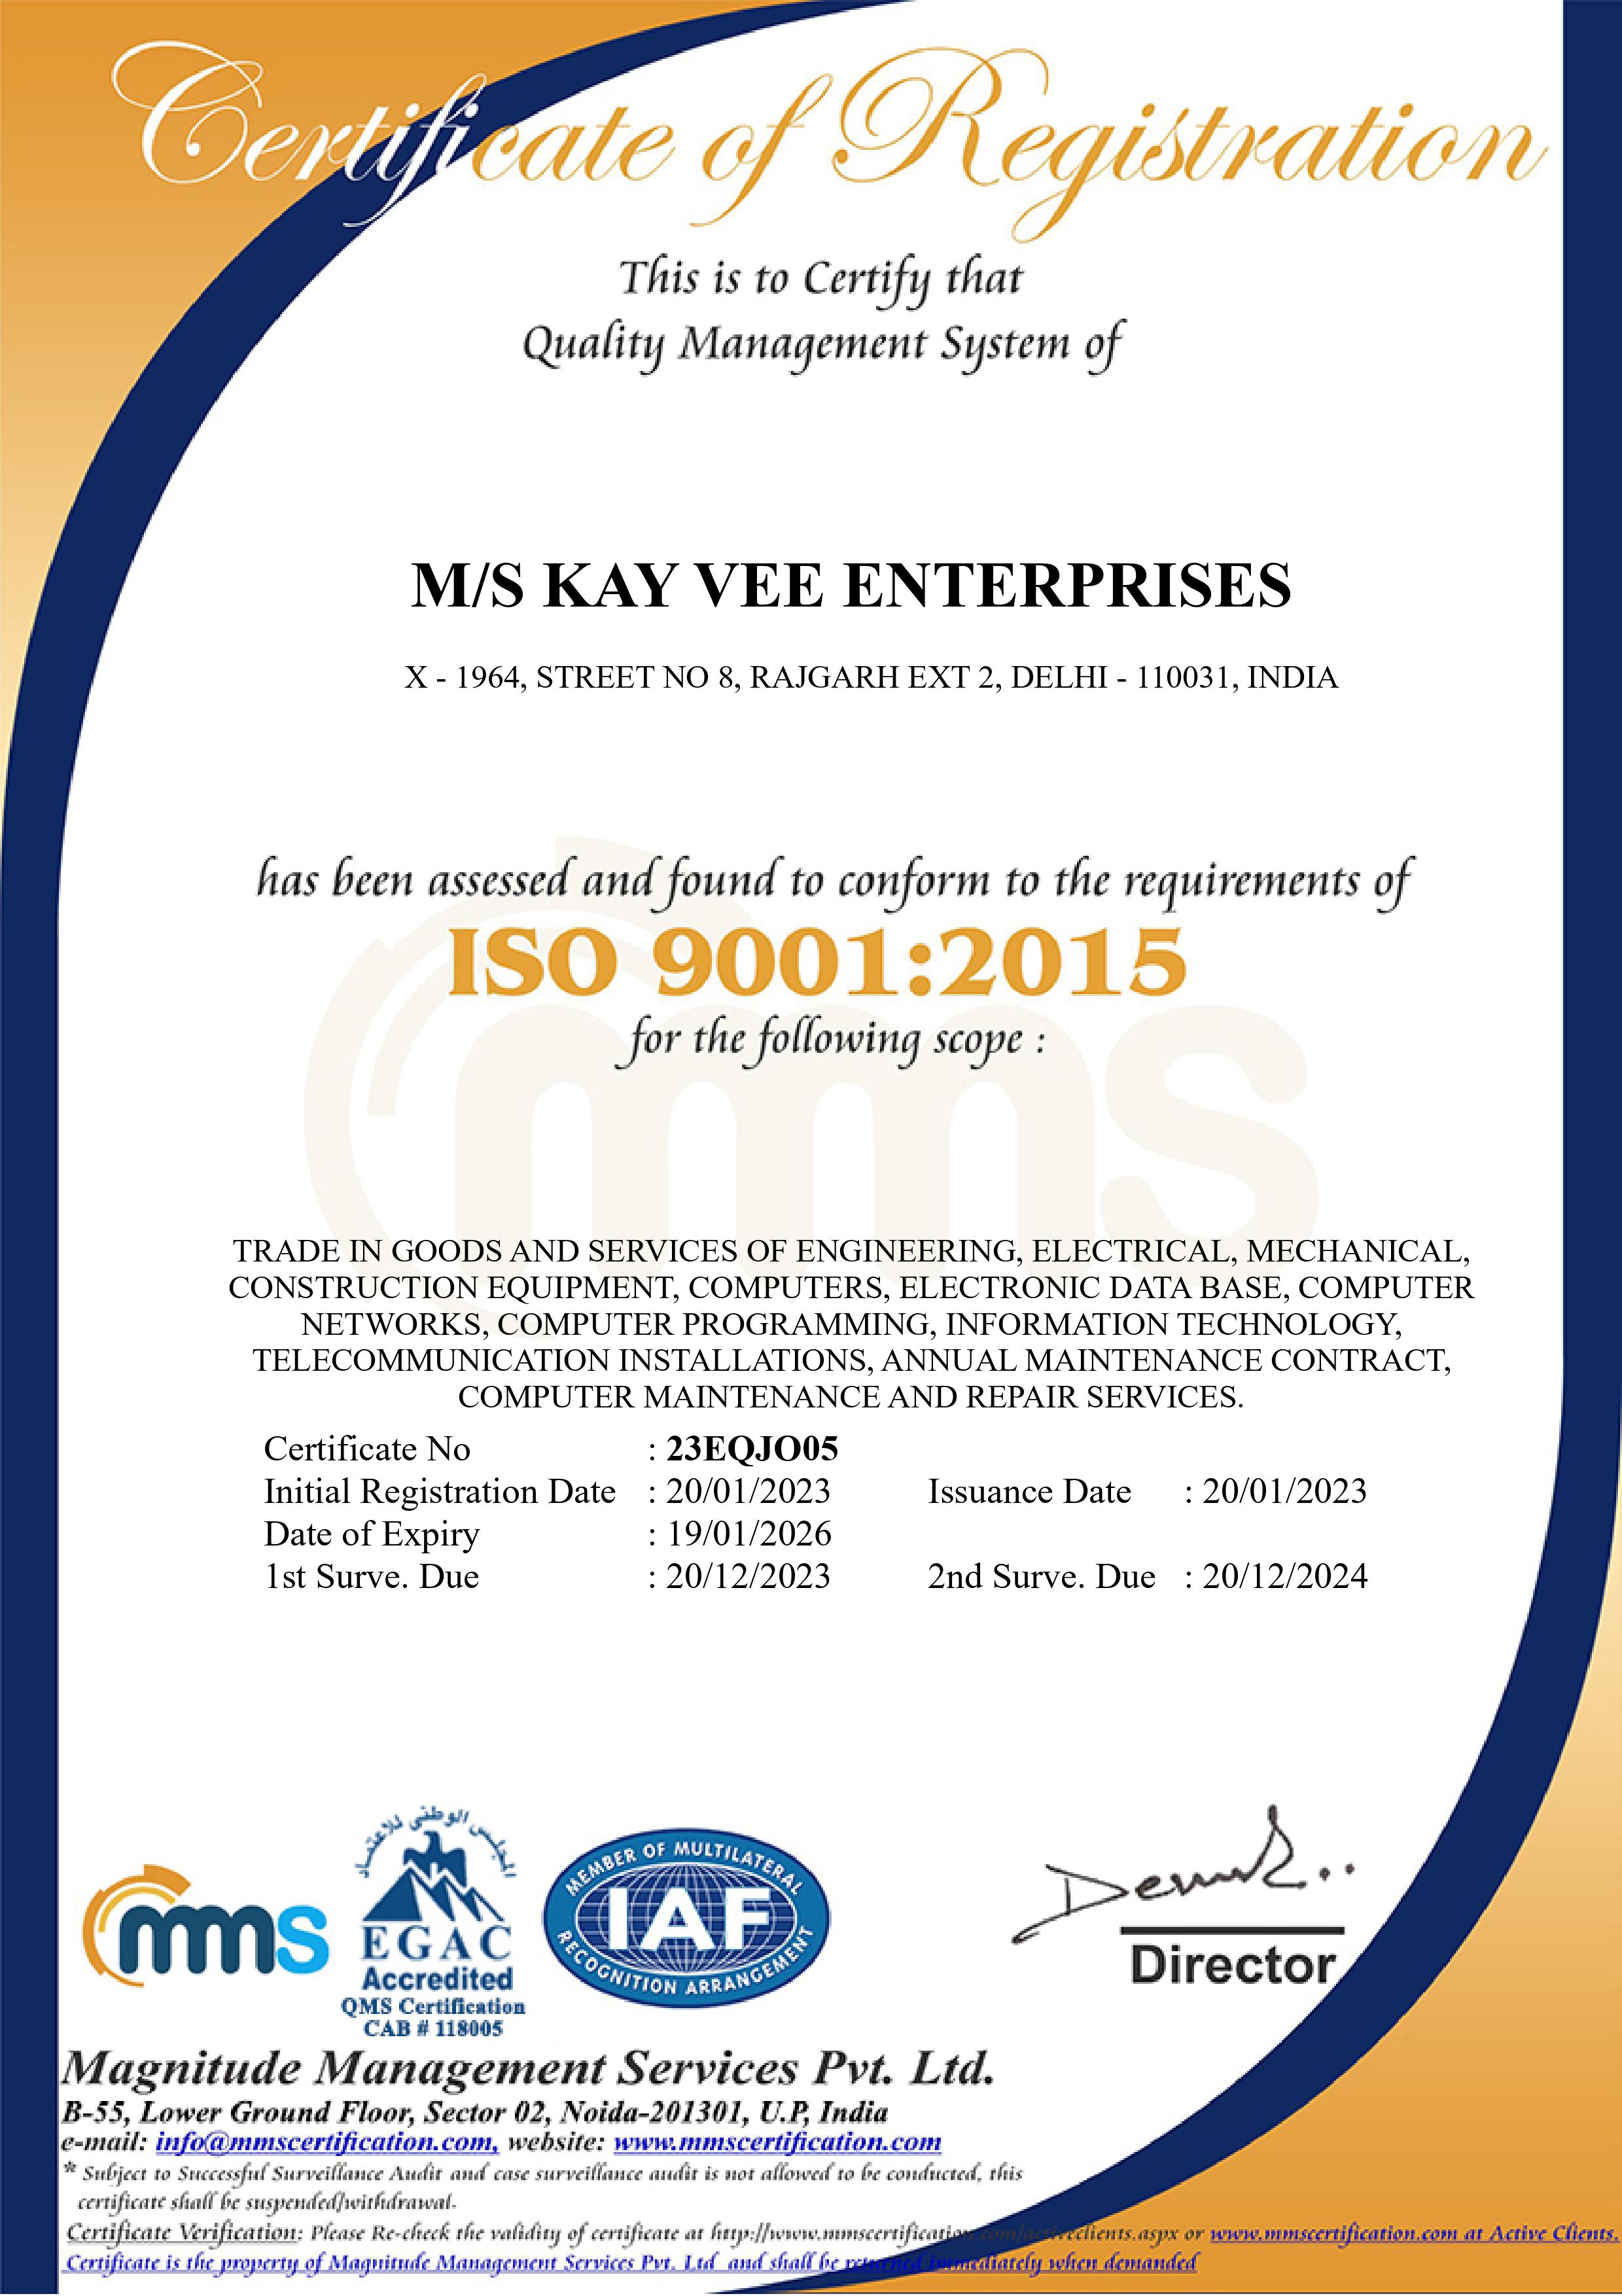 Certificate of Registration
This is to Certify that
Quality Management System of
M/S KAY VEE ENTERPRISES
X - 1964, STREET NO 8, RAJGARH EXT 2, DELHI - 110031, INDIA
has been assessed and found to conform to the requirements of
ISO 9001:2015
for the following scope :
mms
TRADE IN GOODS AND SERVICES OF ENGINEERING, ELECTRICAL, MECHANICAL,
CONSTRUCTION EQUIPMENT, COMPUTERS, ELECTRONIC DATA BASE, COMPUTER
NETWORKS, COMPUTER PROGRAMMING, INFORMATION TECHNOLOGY,
TELECOMMUNICATION INSTALLATIONS, ANNUAL MAINTENANCE CONTRACT,
COMPUTER MAINTENANCE AND REPAIR SERVICES.
Certificate No : 23EQJO05
Initial Registration Date : 20/01/2023 Issuance Date : 20/01/2023
Date of Expiry : 19/01/2026
1st Surve. Due : 20/12/2023 2nd Surve. Due : 20/12/2024
mms
المجلس الوطني للاعتماد
EGAC
Accredited
QMS Certification
CAB # 118005
MEMBER OF MULTILATERAL
IAF
RECOGNITION ARRANGEMENT
Director
Magnitude Management Services Pvt. Ltd.
B-55, Lower Ground Floor, Sector 02, Noida-201301, U.P, India
e-mail: info@mmscertification.com, website: www.mmscertification.com
* Subject to Successful Surveillance Audit and case surveillance audit is not allowed to be conducted, this
certificate shall be suspended/withdrawal.
Certificate Verification: Please Re-check the validity of certificate at http://www.mmscertification.com/activeclients.aspx or www.mmscertification.com at Active Clients.
Certificate is the property of Magnitude Management Services Pvt. Ltd and shall be returned immediately when demanded